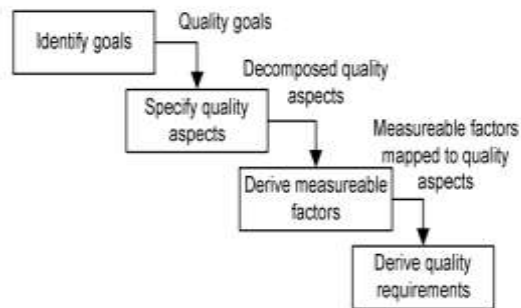 Identify goals
Quality goals
Specify quality
aspects
Decomposed quality
aspects
Derive measureable
factors
Measureable factors
mapped to quality
aspects
Derive quality
requirements